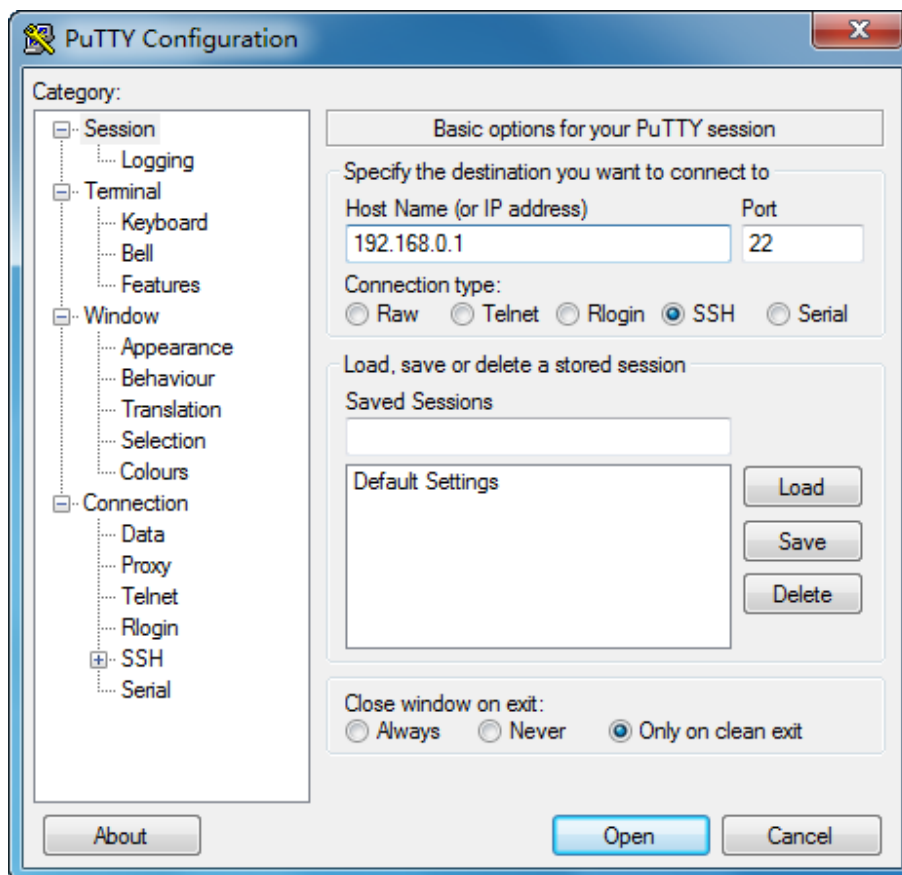 PuTTY Configuration
Category:
Session
Logging
Terminal
Keyboard
Bell
Features
Window
Appearance
Behaviour
Translation
Selection
Colours
Connection
Data
Proxy
Telnet
Rlogin
SSH
Serial
Basic options for your PuTTY session
Specify the destination you want to connect to
Host Name (or IP address) Port
192.168.0.1 22
Connection type:
Raw Telnet Rlogin SSH Serial
Load, save or delete a stored session
Saved Sessions
Default Settings
Load
Save
Delete
Close window on exit:
Always Never Only on clean exit
About Open Cancel